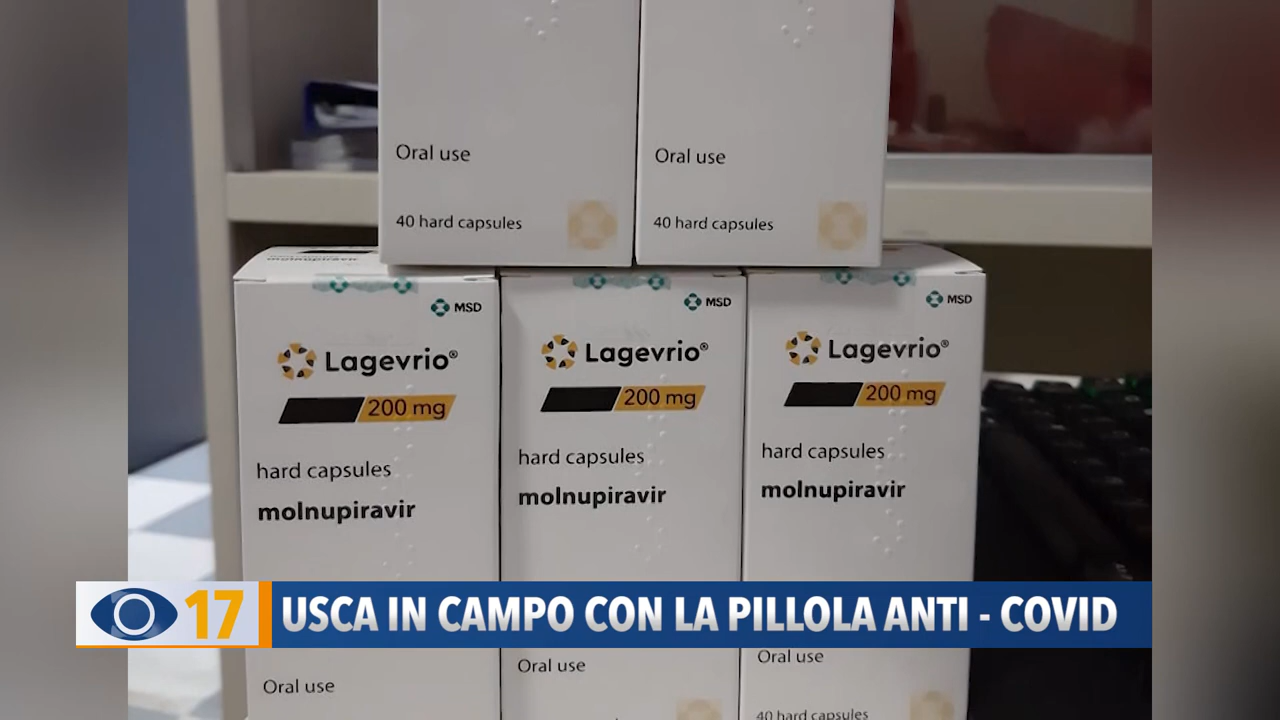 Oral use
Oral use
40 hard capsules
40 hard capsules
molnupiravir
MSD
MSD
MSD
Lagevrio®
Lagevrio®
Lagevrio®
200 mg
200 mg
200 mg
hard capsules
hard capsules
hard capsules
molnupiravir
molnupiravir
molnupiravir
17 USCA IN CAMPO CON LA PILLOLA ANTI - COVID
Oral use
Oral use
Oral use
40 hard capsules